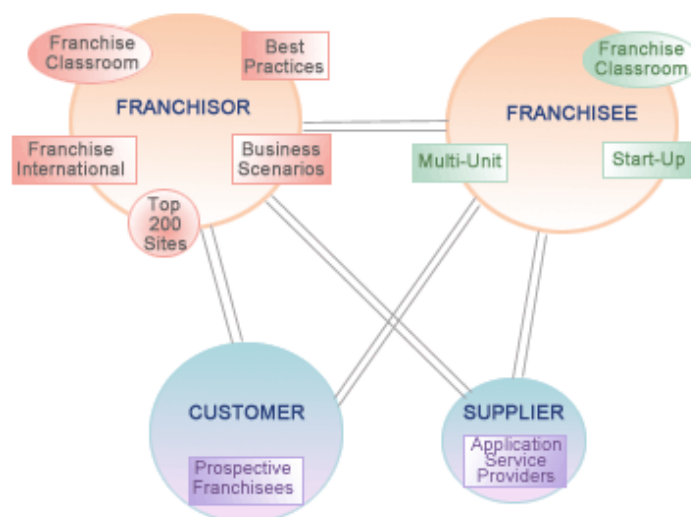 Franchise
Classroom
Best
Practices
FRANCHISOR
Franchise
International
Business
Scenarios
Top
200
Sites
Franchise
Classroom
FRANCHISEE
Multi-Unit
Start-Up
CUSTOMER
Prospective
Franchisees
SUPPLIER
Application
Service
Providers